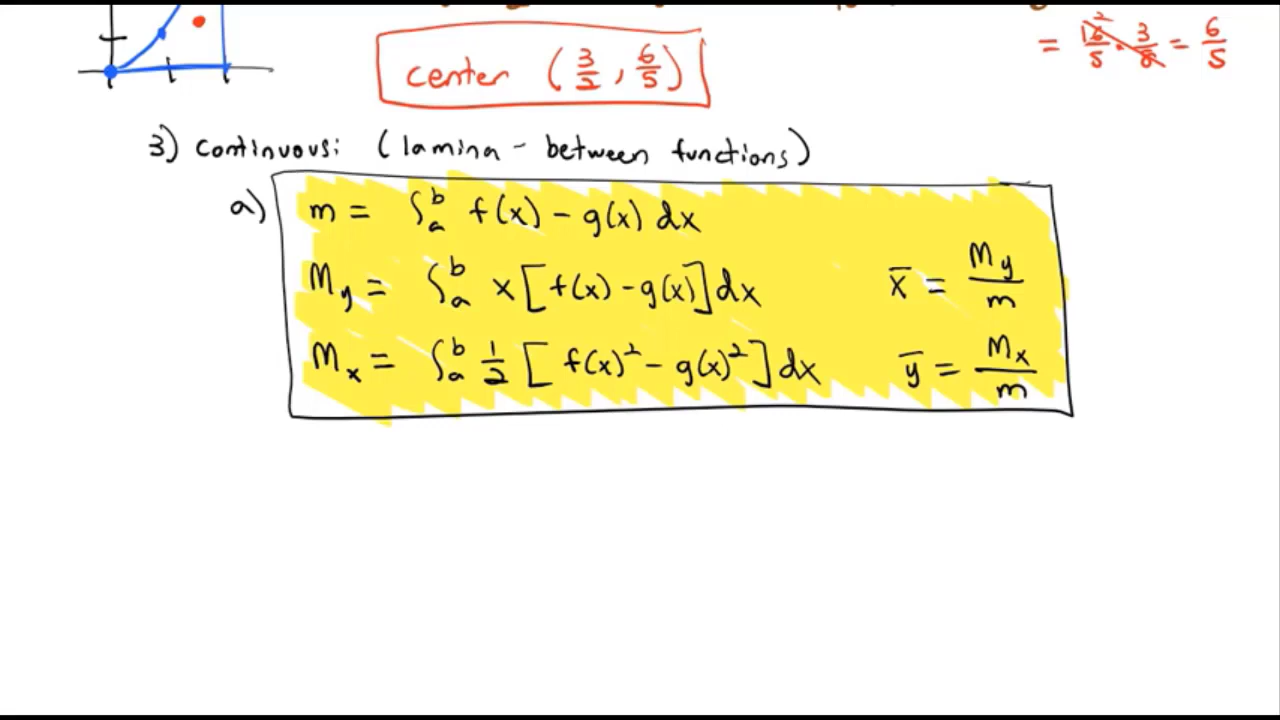 = 16/5 · 3/8 = 6/5
center (3/2, 6/5)
3) continuous: (lamina - between functions)
a) m = ∫ₐᵇ f(x) - g(x) dx
My = ∫ₐᵇ x[f(x) - g(x)]dx x̄ = My/m
Mx = ∫ₐᵇ 1/2 [f(x)² - g(x)²]dx ȳ = Mx/m